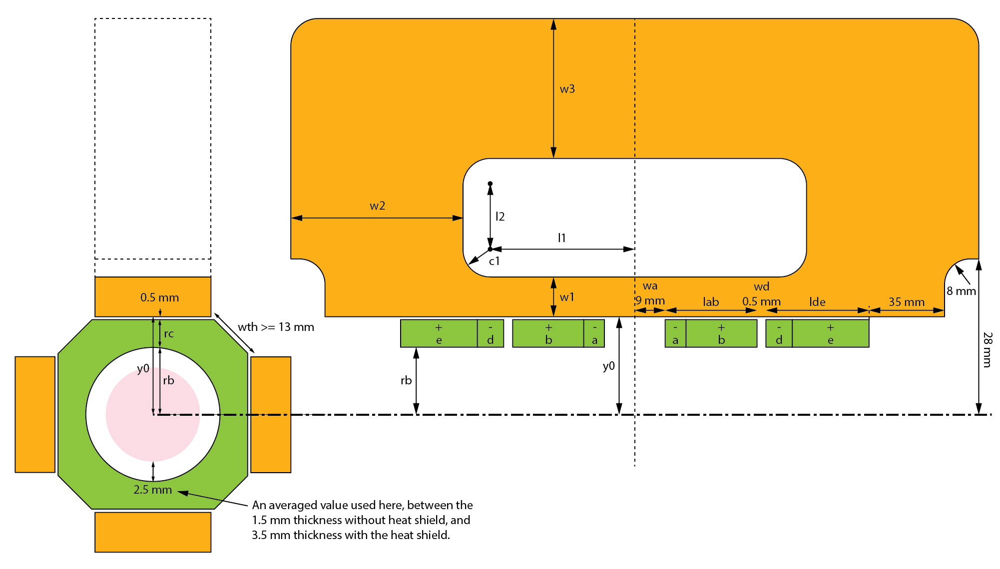 w3
w2
l2
l1
c1
w1
wa
9 mm
lab
wd
0.5 mm
lde
35 mm
8 mm
28 mm
0.5 mm
wth >= 13 mm
rc
y0
rb
+ - + - - + - +
e d b a a b d e
rb
y0
2.5 mm
An averaged value used here, between the
1.5 mm thickness without heat shield, and
3.5 mm thickness with the heat shield.